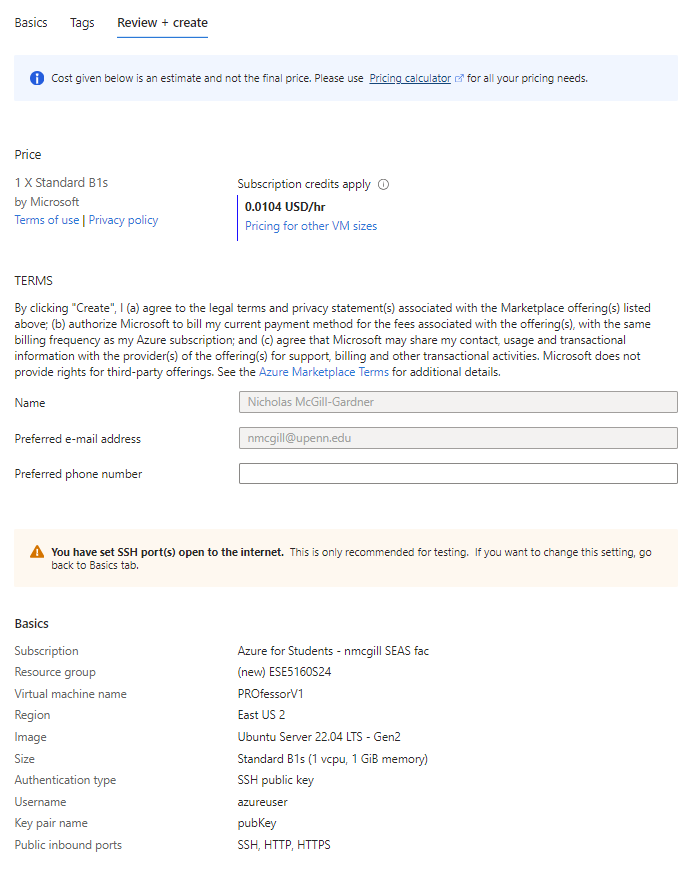 Basics Tags Review + create
Cost given below is an estimate and not the final price. Please use Pricing calculator for all your pricing needs.
Price
1 X Standard B1s
by Microsoft
Terms of use | Privacy policy
Subscription credits apply
0.0104 USD/hr
Pricing for other VM sizes
TERMS
By clicking "Create", I (a) agree to the legal terms and privacy statement(s) associated with the Marketplace offering(s) listed
above; (b) authorize Microsoft to bill my current payment method for the fees associated with the offering(s), with the same
billing frequency as my Azure subscription; and (c) agree that Microsoft may share my contact, usage and transactional
information with the provider(s) of the offering(s) for support, billing and other transactional activities. Microsoft does not
provide rights for third-party offerings. See the Azure Marketplace Terms for additional details.
Name Nicholas McGill-Gardner
Preferred e-mail address nmcgill@upenn.edu
Preferred phone number
You have set SSH port(s) open to the internet. This is only recommended for testing. If you want to change this setting, go
back to Basics tab.
Basics
Subscription Azure for Students - nmcgill SEAS fac
Resource group (new) ESE5160S24
Virtual machine name PROfessorV1
Region East US 2
Image Ubuntu Server 22.04 LTS - Gen2
Size Standard B1s (1 vcpu, 1 GiB memory)
Authentication type SSH public key
Username azureuser
Key pair name pubKey
Public inbound ports SSH, HTTP, HTTPS